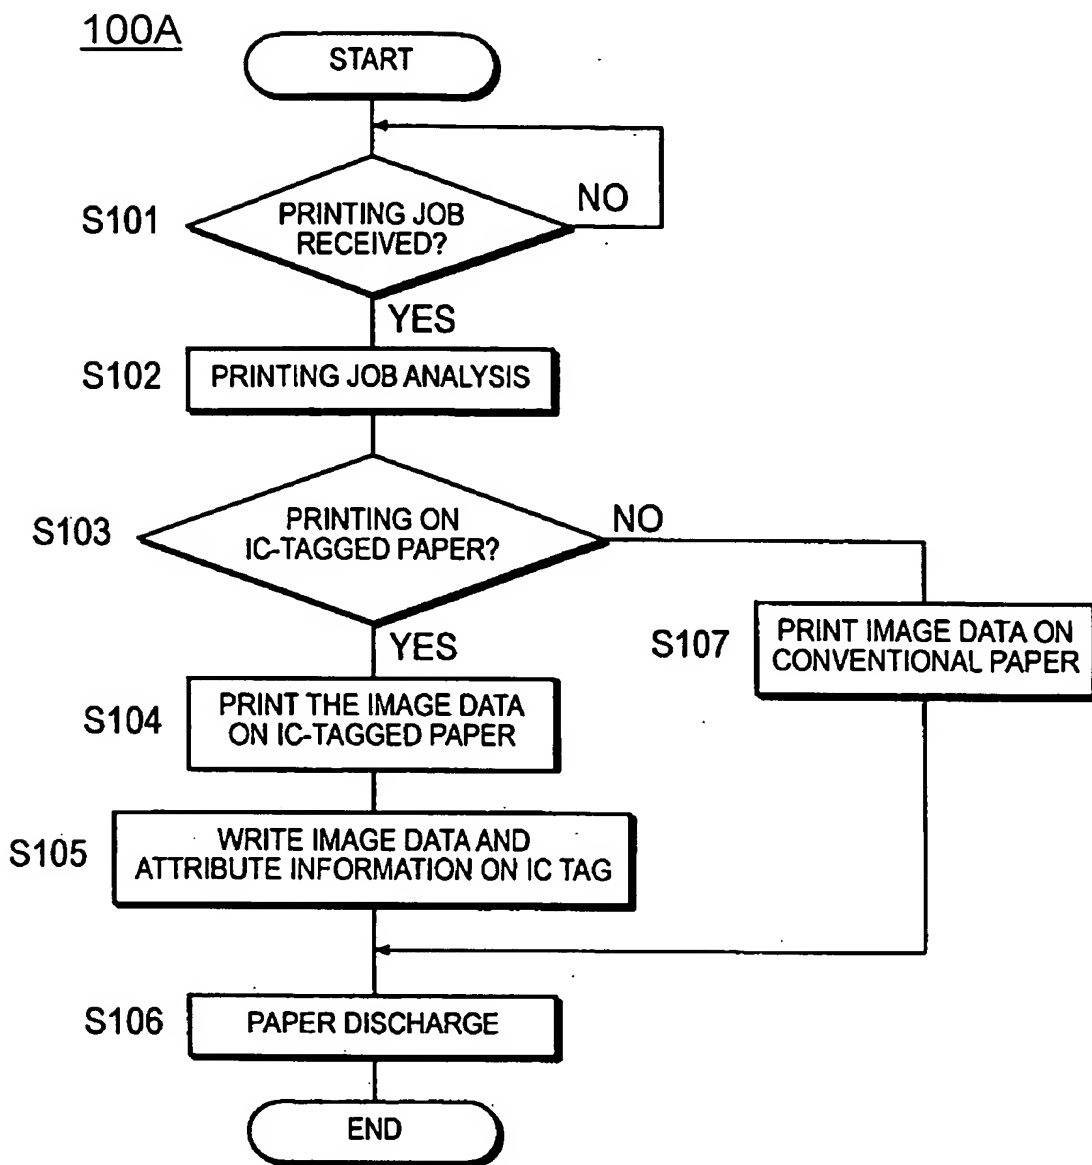 100A
START
S101
PRINTING JOB
RECEIVED?
NO
YES
S102
PRINTING JOB ANALYSIS
S103
PRINTING ON
IC-TAGGED PAPER?
NO
YES
S107
PRINT IMAGE DATA ON
CONVENTIONAL PAPER
S104
PRINT THE IMAGE DATA
ON IC-TAGGED PAPER
S105
WRITE IMAGE DATA AND
ATTRIBUTE INFORMATION ON IC TAG
S106
PAPER DISCHARGE
END